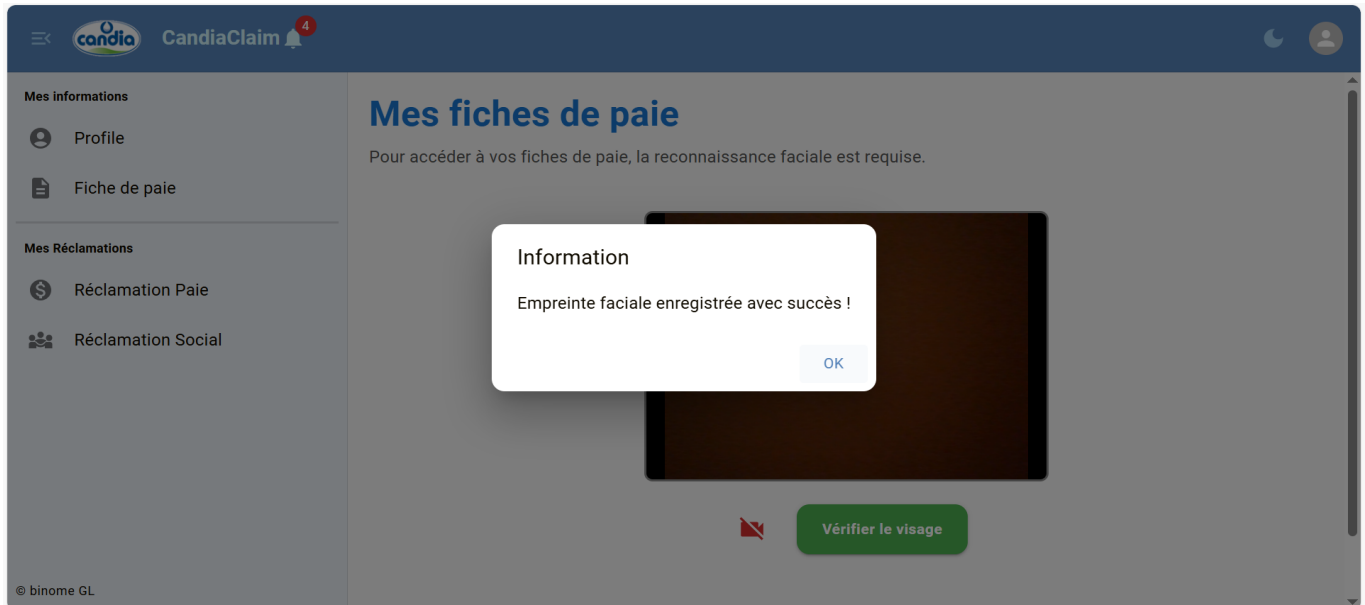 candia
CandiaClaim
4
Mes informations
Profile
Fiche de paie
Mes Réclamations
Réclamation Paie
Réclamation Social
© binome GL
Mes fiches de paie
Pour accéder à vos fiches de paie, la reconnaissance faciale est requise.
Information
Empreinte faciale enregistrée avec succès !
OK
Vérifier le visage